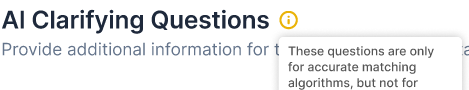 AI Clarifying Questions
Provide additional information for
These questions are only
for accurate matching
algorithms, but not for